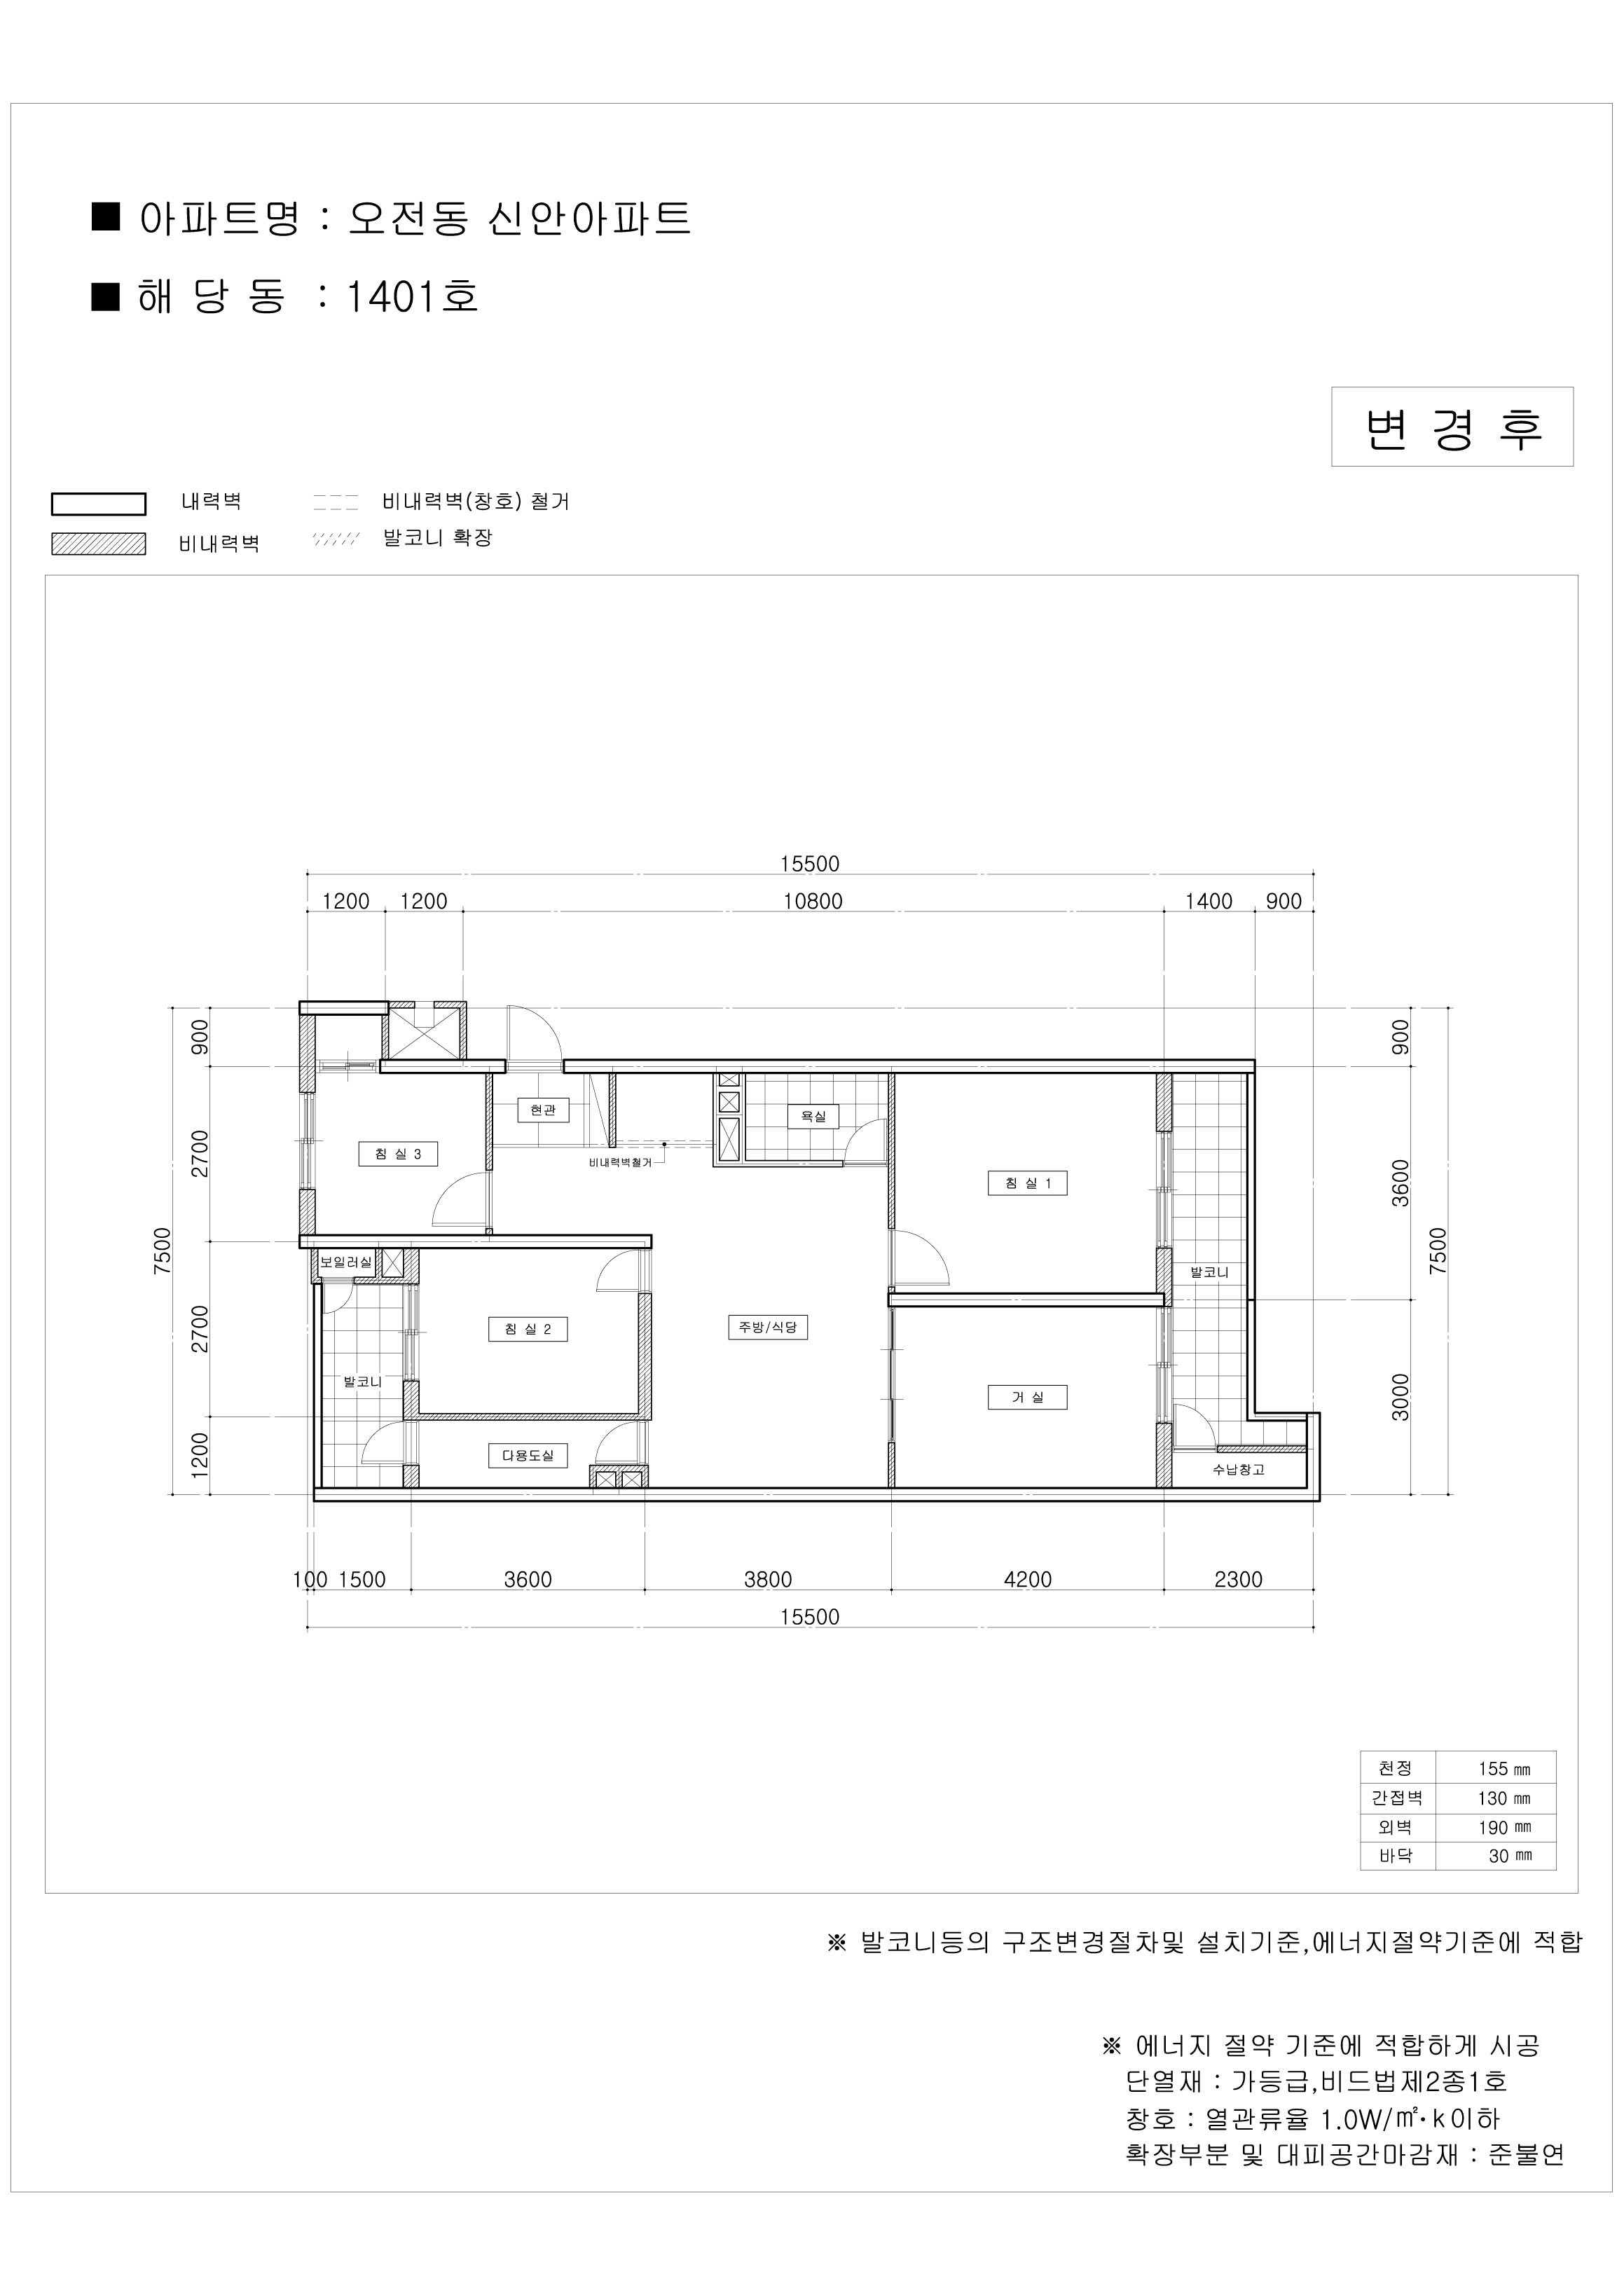 ■ 아파트명 : 오전동 신안아파트
■ 해 당 동 : 1401호
변 경 후
내력벽
비내력벽(창호) 철거
비내력벽
발코니 확장
15500
1200 1200 10800 1400 900
900
2700
2700
1200
7500
900
3600
3000
7500
현관
욕실
침 실 3
비내력벽철거
침 실 1
보일러실
발코니
침 실 2
주방/식당
발코니
거 실
다용도실
수납창고
100 1500 3600 3800 4200 2300
15500
천정 155 ㎜
간접벽 130 ㎜
외벽 190 ㎜
바닥 30 ㎜
※ 발코니등의 구조변경절차및 설치기준,에너지절약기준에 적합
※ 에너지 절약 기준에 적합하게 시공
단열재 : 가등급,비드법제2종1호
창호 : 열관류율 1.0W/㎡·k이하
확장부분 및 대피공간마감재 : 준불연